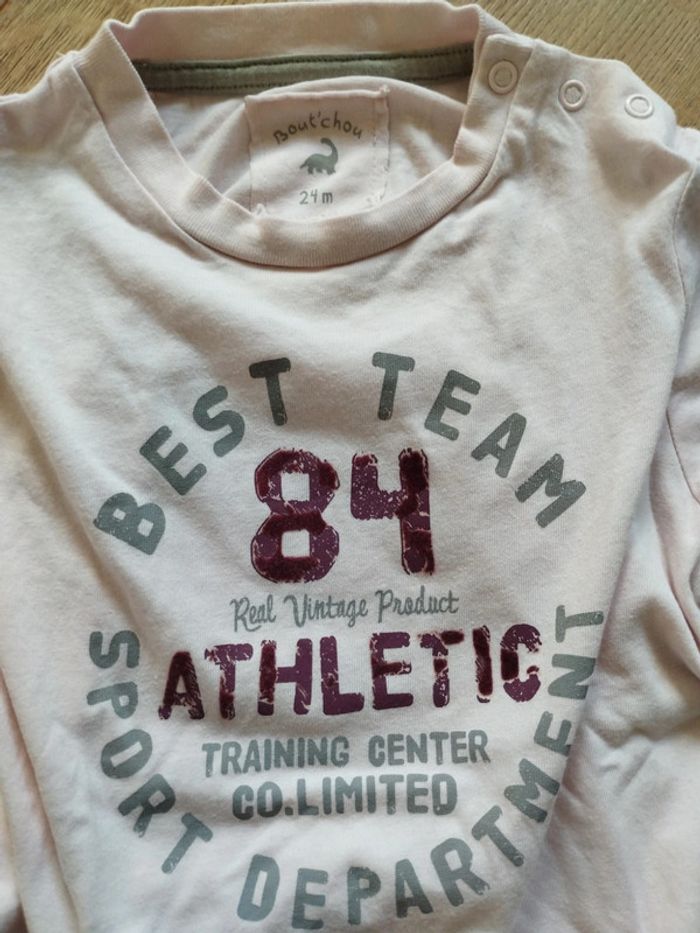 Bout'chou
24m
BEST TEAM
84
Real Vintage Product
ATHLETIC
TRAINING CENTER
CO.LIMITED
SPORT DEPARTMENT